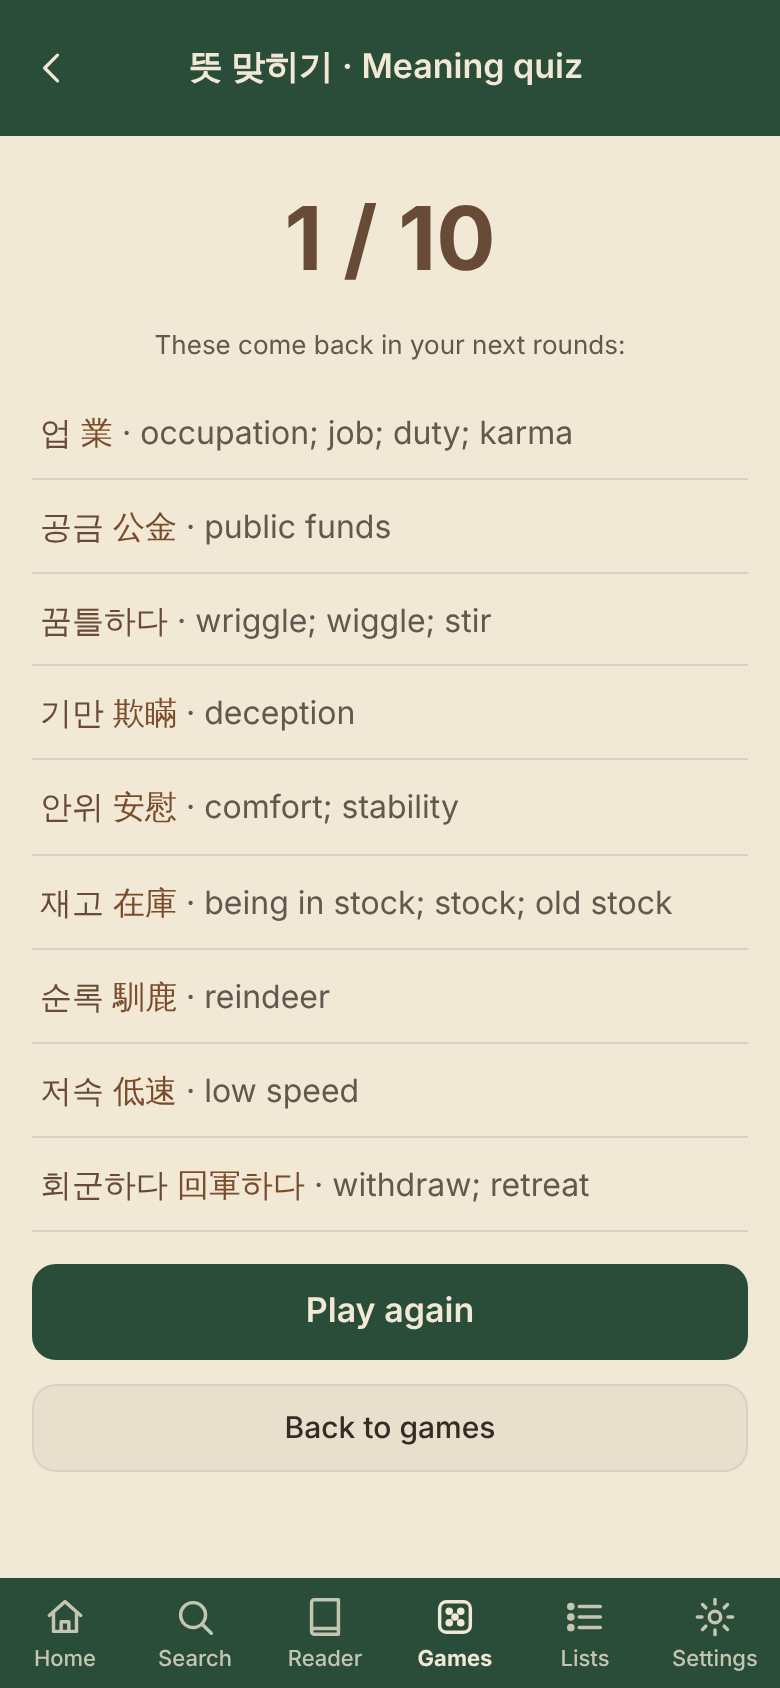 뜻 맞히기 · Meaning quiz
1 / 10
These come back in your next rounds:
업 業 · occupation; job; duty; karma
공금 公金 · public funds
꿈틀하다 · wriggle; wiggle; stir
기만 欺瞞 · deception
안위 安慰 · comfort; stability
재고 在庫 · being in stock; stock; old stock
순록 馴鹿 · reindeer
저속 低速 · low speed
회군하다 回軍하다 · withdraw; retreat
Play again
Back to games
Home Search Reader Games Lists Settings